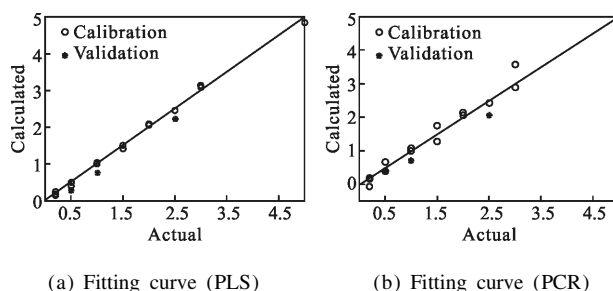 5
4
3
2
1
0
Calculated
Calibration
Validation
0.5 1.5 2.5 3.5 4.5
Actual
(a) Fitting curve (PLS)
5
4
3
2
1
0
Calculated
Calibration
Validation
0.5 1.5 2.5 3.5 4.5
Actual
(b) Fitting curve (PCR)